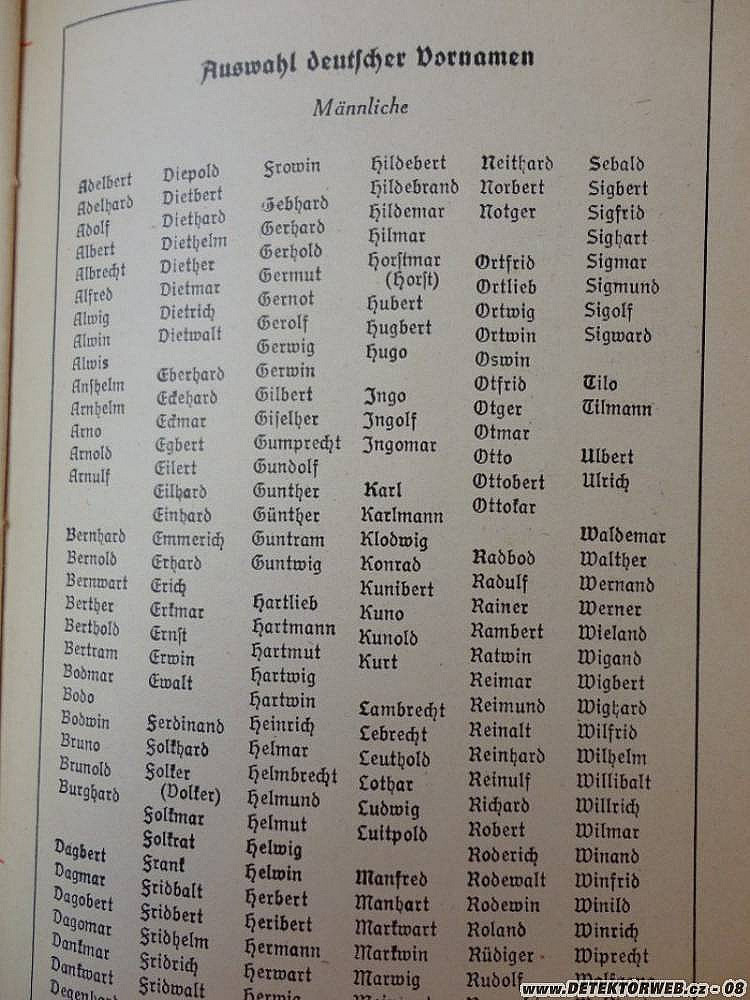 Auswahl deutscher Vornamen
Männliche
Adelbert
Adelhard
Adolf
Albert
Albrecht
Alfred
Alwig
Alwin
Alwis
Anshelm
Arnhelm
Arno
Arnold
Arnulf
Bernhard
Bernold
Bernwart
Berther
Berthold
Bertram
Bodmar
Bodo
Bodwin
Bruno
Brunold
Burghard
Dagbert
Dagmar
Dagobert
Dagomar
Dankmar
Dankwart
Degenhard
Diepold
Dietbert
Diethard
Diethelm
Diether
Dietmar
Dietrich
Dietwalt
Eberhard
Eckehard
Eckmar
Egbert
Eilert
Eilhard
Einhard
Emmerich
Erhard
Erich
Erkmar
Ernst
Erwin
Ewalt
Ferdinand
Folkhard
Folker
(Volker)
Folkmar
Folkrat
Frank
Fridbalt
Fridbert
Fridhelm
Fridrich
Fridwalt
Frowin
Gebhard
Gerhard
Gerhold
Germut
Gernot
Gerolf
Gerwig
Gerwin
Gilbert
Giselher
Gumprecht
Gundolf
Gunther
Günther
Guntram
Guntwig
Hartlieb
Hartmann
Hartmut
Hartwig
Hartwin
Heinrich
Helmar
Helmbrecht
Helmund
Helmut
Helwig
Helwin
Herbert
Heribert
Hermann
Herwart
Herwig
Hildebert
Hildebrand
Hildemar
Hilmar
Horstmar
(Horst)
Hubert
Hugbert
Hugo
Ingo
Ingolf
Ingomar
Karl
Karlmann
Klodwig
Konrad
Kunibert
Kuno
Kunold
Kurt
Lambrecht
Lebrecht
Leuthold
Lothar
Ludwig
Luitpold
Manfred
Manhart
Markwart
Markwin
Marwig
Neithard
Norbert
Notger
Ortfrid
Ortlieb
Ortwig
Ortwin
Oswin
Otfrid
Otger
Otmar
Otto
Ottobert
Ottokar
Radbod
Radulf
Rainer
Rambert
Ratwin
Reimar
Reimund
Reinalt
Reinhard
Reinulf
Richard
Robert
Roderich
Rodewalt
Rodewin
Roland
Rüdiger
Rudolf
Sebald
Sigbert
Sigfrid
Sighart
Sigmar
Sigmund
Sigolf
Sigward
Tilo
Tilmann
Ulbert
Ulrich
Waldemar
Walther
Wernand
Werner
Wieland
Wigand
Wigbert
Wighard
Wilfrid
Wilhelm
Willibalt
Willrich
Wilmar
Winand
Winfrid
Winild
Winrich
Wiprecht
www.DETEKTORWEB.cz - 08